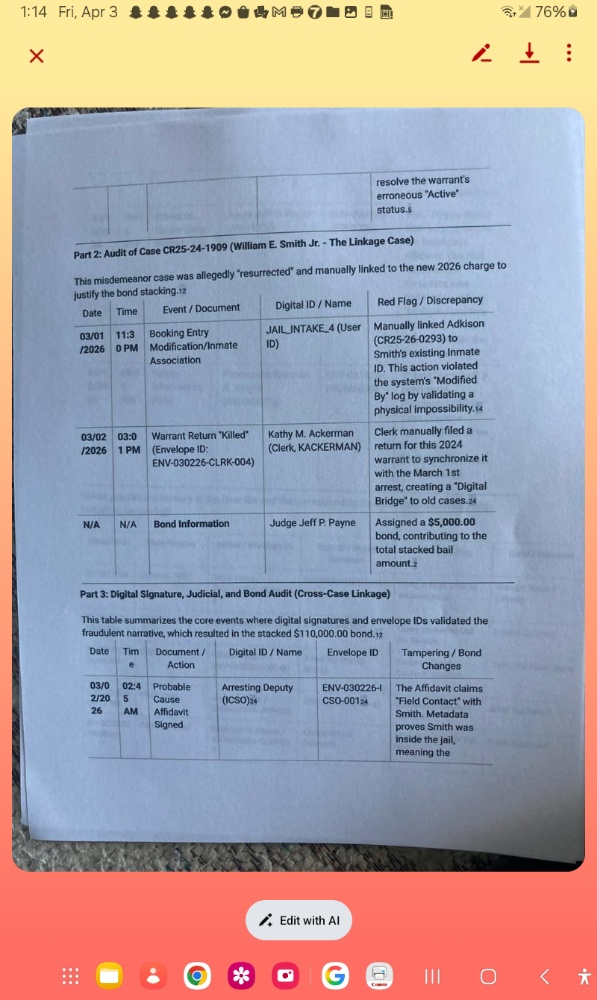 1:14 Fri, Apr 3
76%
resolve the warrant's
erroneous "Active"
status.5
Part 2: Audit of Case CR25-24-1909 (William E. Smith Jr. - The Linkage Case)
This misdemeanor case was allegedly "resurrected" and manually linked to the new 2026 charge to
justify the bond stacking.12
Date
Time
Event / Document
Digital ID / Name
Red Flag / Discrepancy
03/01
/2026
11:3
0 PM
Booking Entry
Modification/Inmate
Association
JAIL_INTAKE_4 (User
ID)
Manually linked Adkison
(CR25-26-0293) to
Smith's existing Inmate
ID. This action violated
the system's "Modified
By" log by validating a
physical impossibility.14
03/02
/2026
03:0
1 PM
Warrant Return "Killed"
(Envelope ID:
ENV-030226-CLRK-004)
Kathy M. Ackerman
(Clerk, KACKERMAN)
Clerk manually filed a
return for this 2024
warrant to synchronize it
with the March 1st
arrest, creating a "Digital
Bridge" to old cases.24
N/A
N/A
Bond Information
Judge Jeff P. Payne
Assigned a $5,000.00
bond, contributing to the
total stacked bail
amount.2
Part 3: Digital Signature, Judicial, and Bond Audit (Cross-Case Linkage)
This table summarizes the core events where digital signatures and envelope IDs validated the
fraudulent narrative, which resulted in the stacked $110,000.00 bond.12
Date
Tim
e
Document /
Action
Digital ID / Name
Envelope ID
Tampering / Bond
Changes
03/0
2/20
26
02:4
5
AM
Probable
Cause
Affidavit
Signed
Arresting Deputy
(ICSO)24
ENV-030226-I
CSO-00124
The Affidavit claims
"Field Contact" with
Smith. Metadata
proves Smith was
inside the jail,
meaning the
Edit with AI